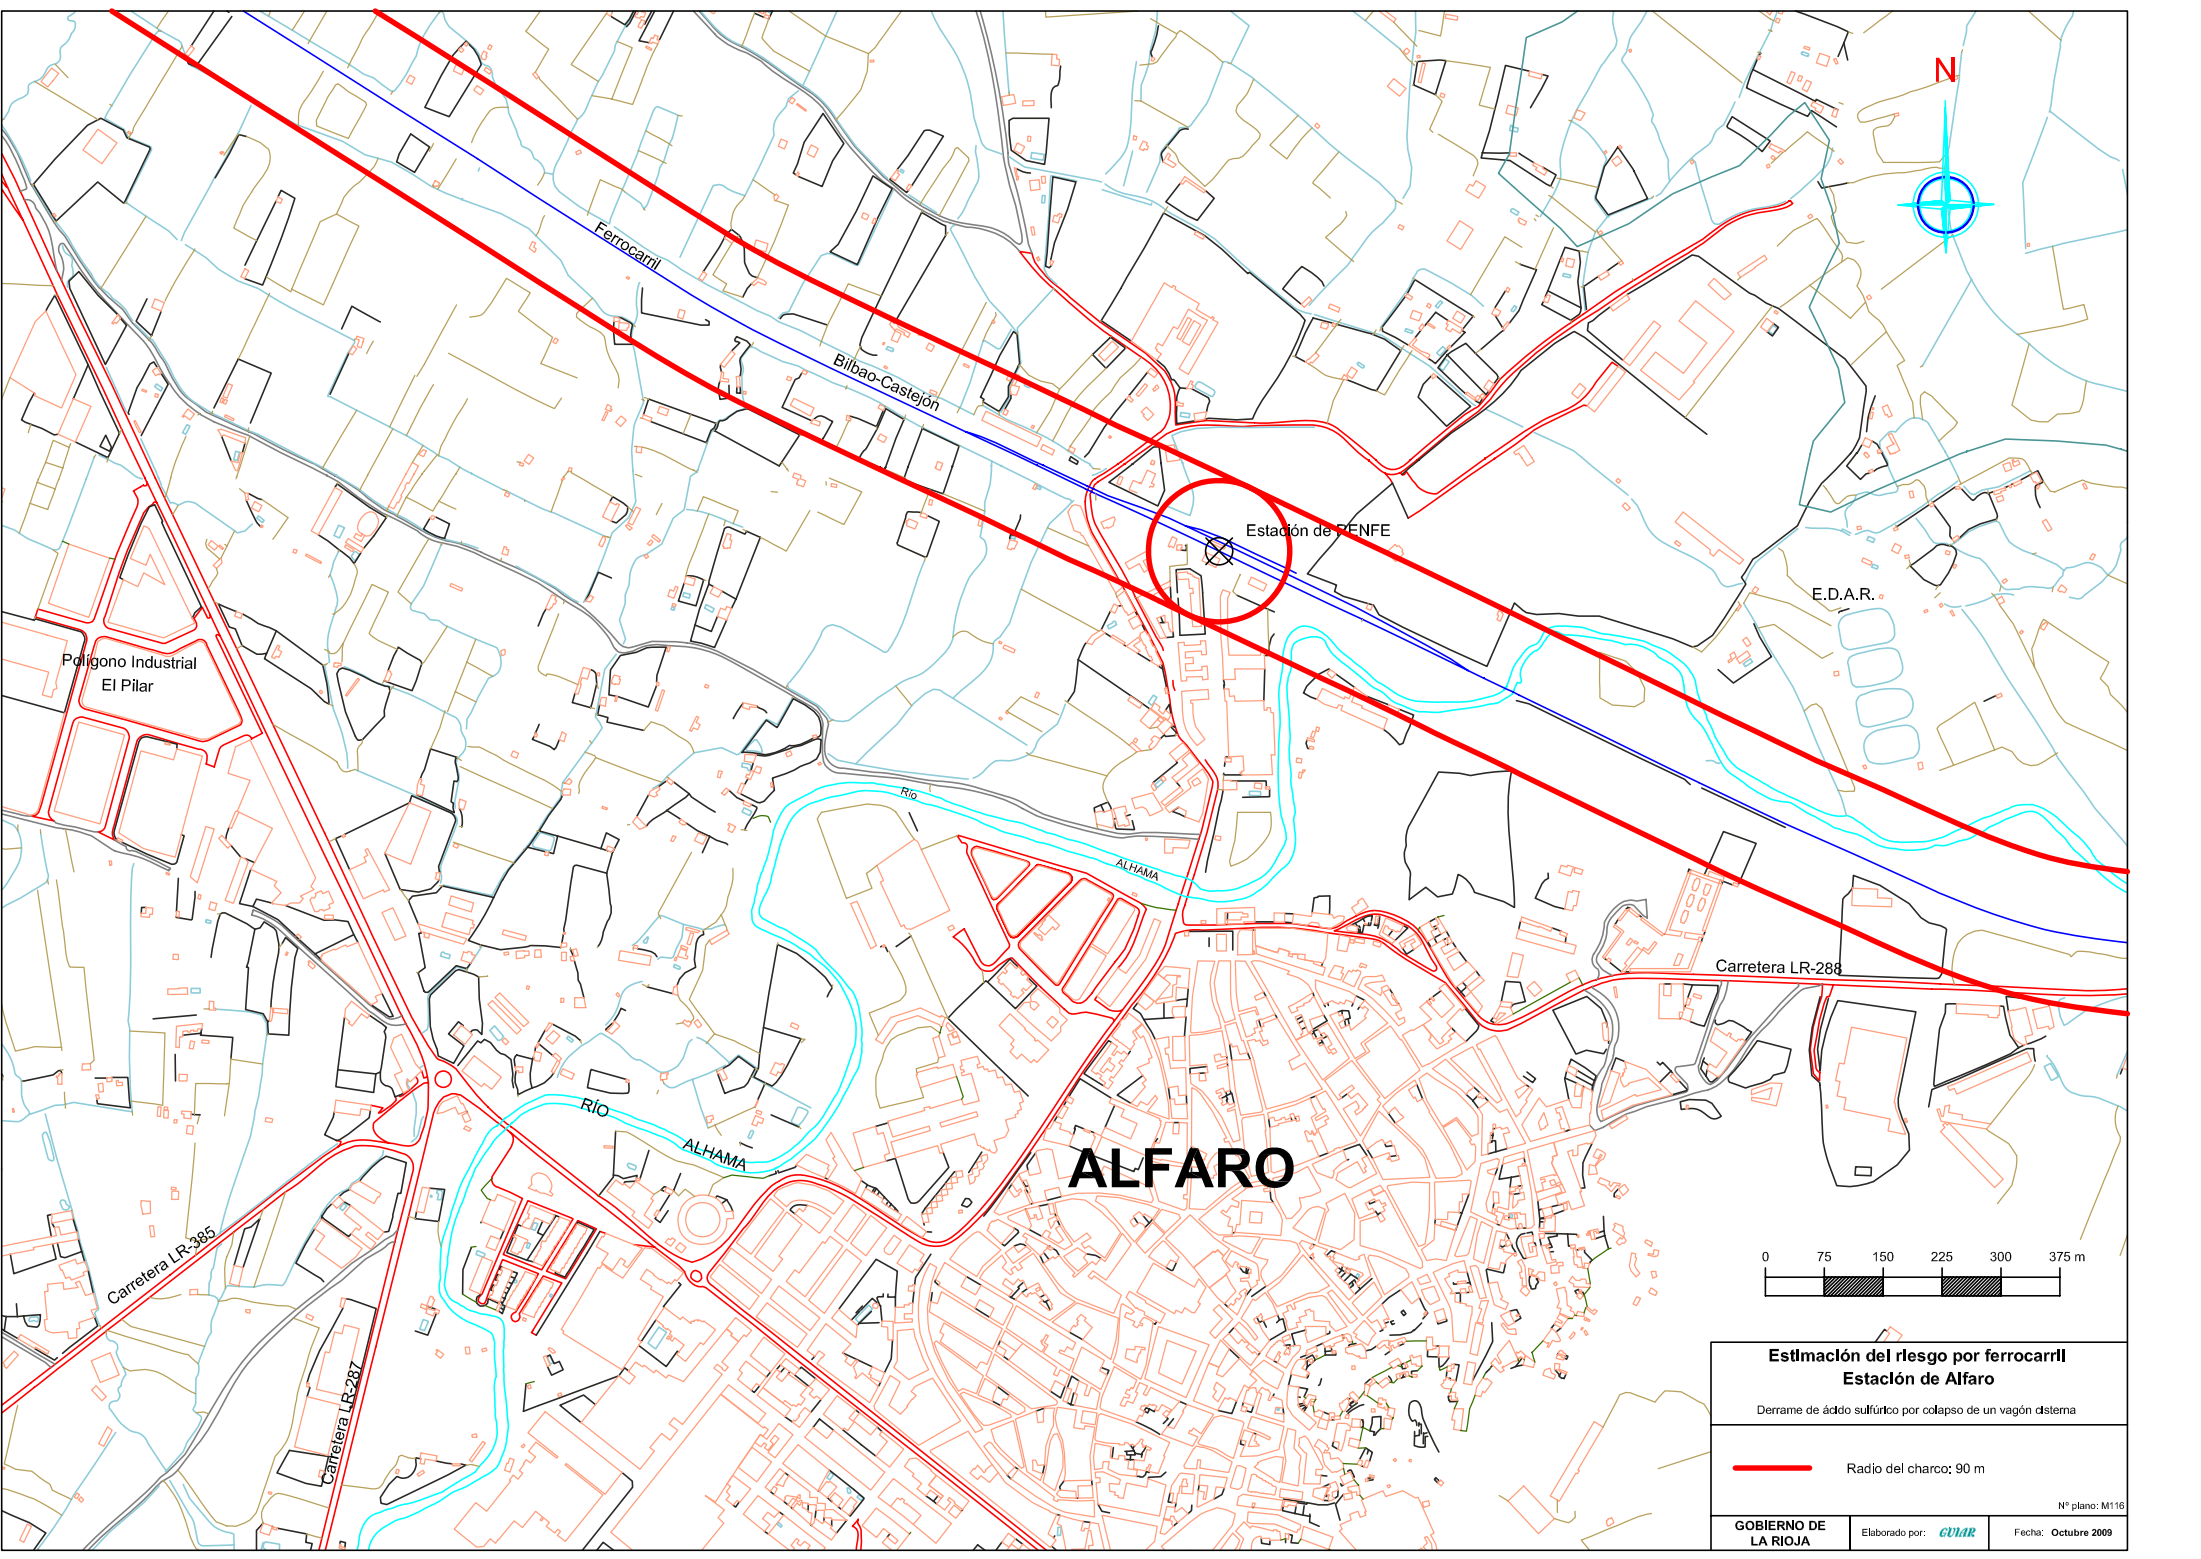 N
Ferrocarril
Bilbao-Castejón
Estación de RENFE
E.D.A.R.
Polígono Industrial
El Pilar
Río
ALHAMA
Carretera LR-288
RÍO
ALHAMA
ALFARO
Carretera LR-385
Carretera LR-287
0 75 150 225 300 375 m
Estimación del riesgo por ferrocarril
Estación de Alfaro
Derrame de ácido sulfúrico por colapso de un vagón cisterna
Radio del charco: 90 m
Nº plano: M116
GOBIERNO DE
LA RIOJA
Elaborado por: GUIAR
Fecha: Octubre 2009